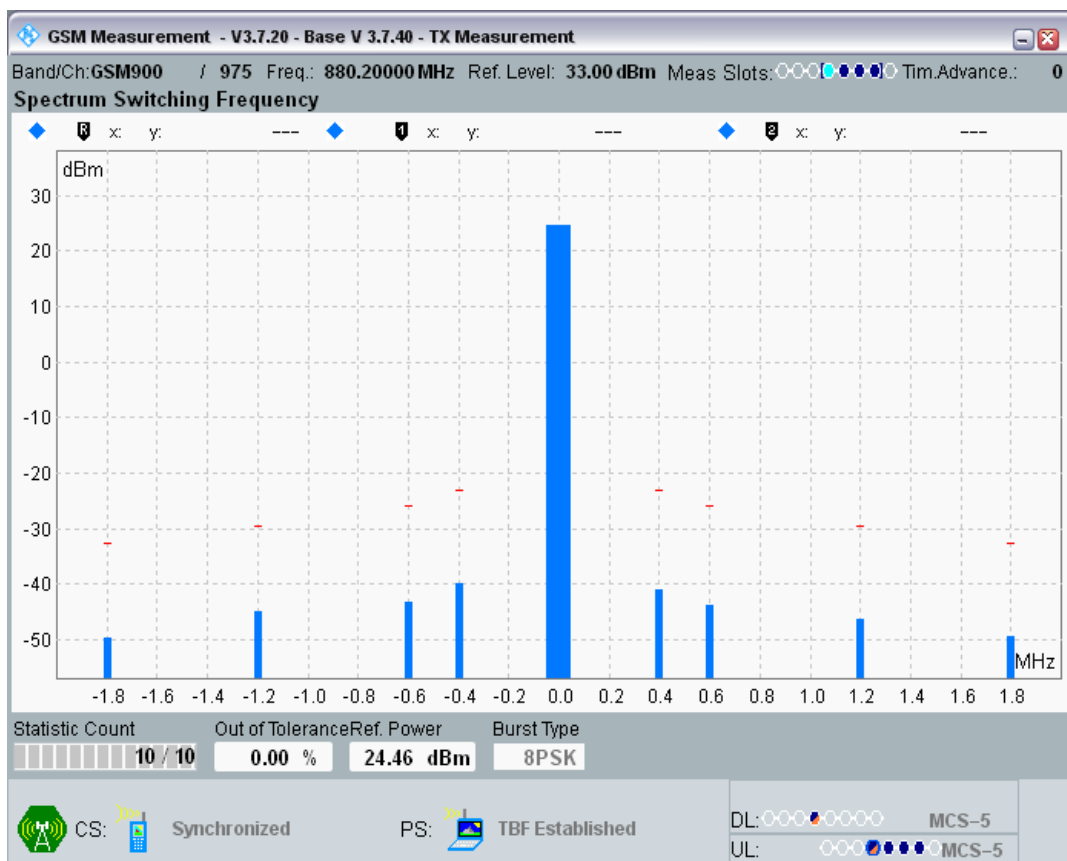 GSM Measurement - V3.7.20 - Base V 3.7.40 - TX Measurement
Band/Ch:GSM900 / 975 Freq.: 880.20000 MHz Ref. Level: 33.00 dBm Meas Slots: Tim.Advance.: 0
Spectrum Switching Frequency
R x: y: --- 1 x: y: --- 2 x: y: ---
dBm
30
20
10
0
-10
-20
-30
-40
-50
MHz
-1.8 -1.6 -1.4 -1.2 -1.0 -0.8 -0.6 -0.4 -0.2 0.0 0.2 0.4 0.6 0.8 1.0 1.2 1.4 1.6 1.8
Statistic Count Out of Tolerance Ref. Power Burst Type
10 / 10 0.00 % 24.46 dBm 8PSK
CS: Synchronized PS: TBF Established
DL: MCS-5
UL: MCS-5